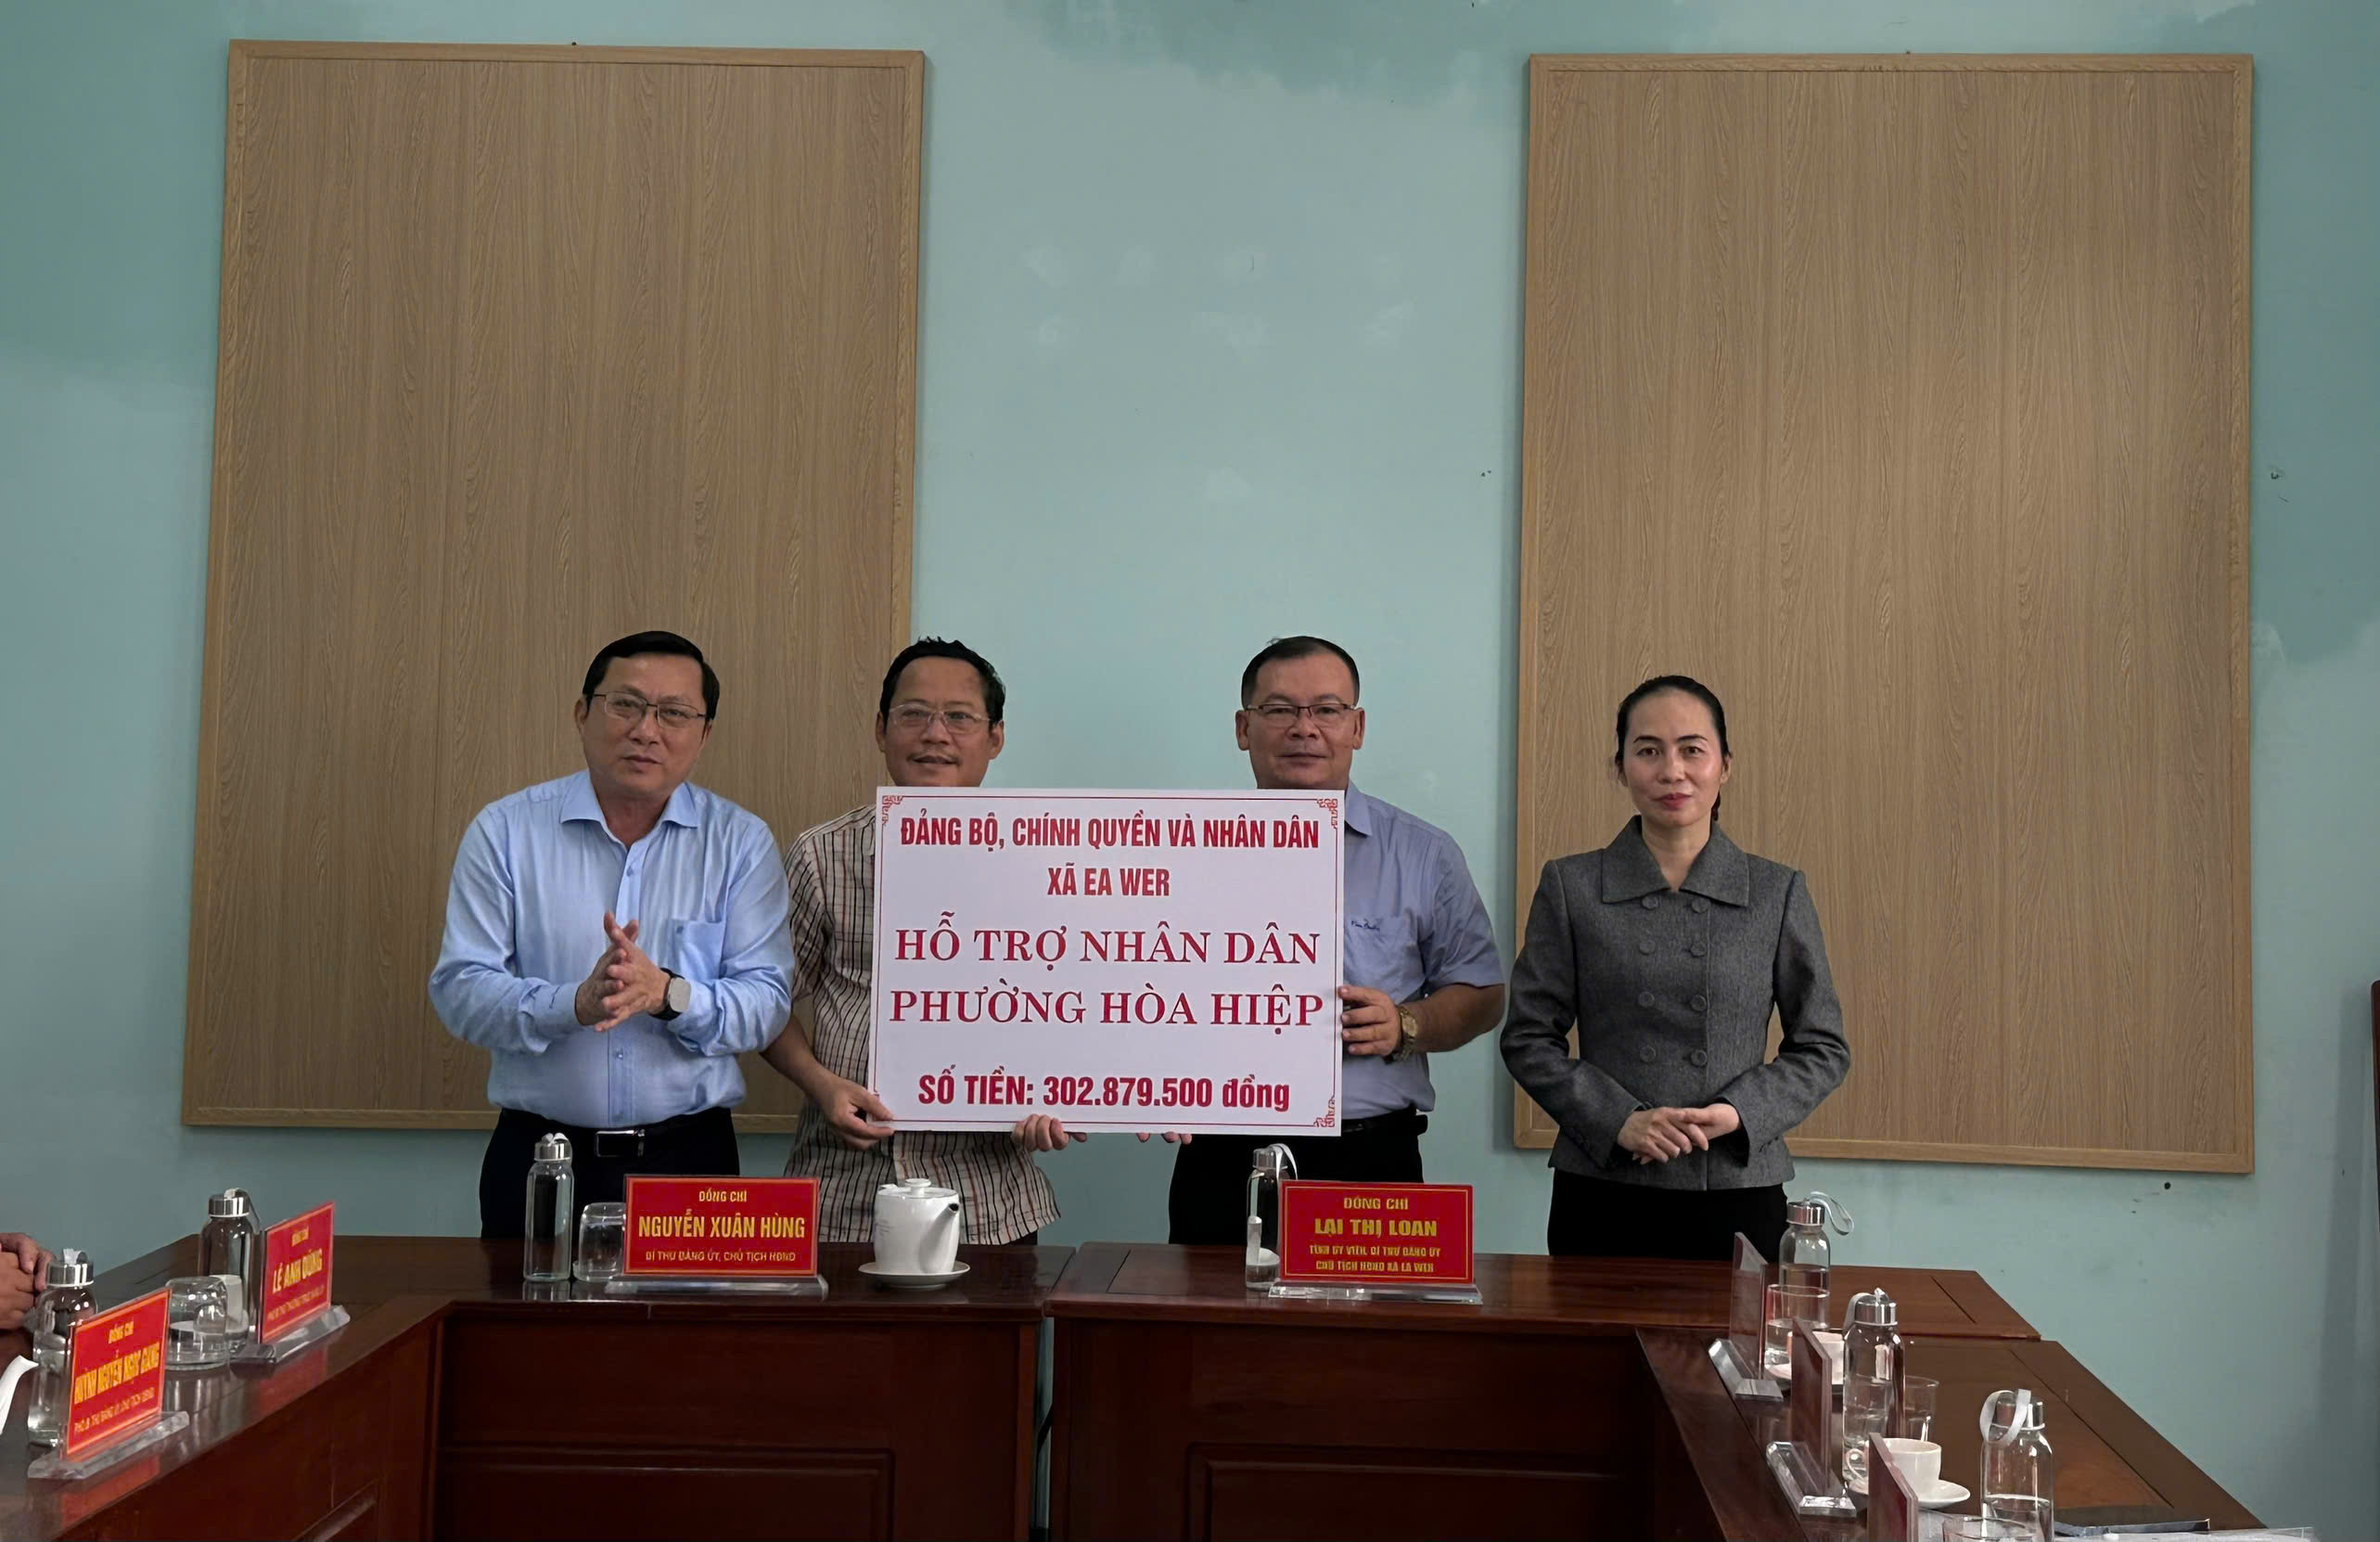 ĐẢNG BỘ, CHÍNH QUYỀN VÀ NHÂN DÂN
XÃ EA WER
HỖ TRỢ NHÂN DÂN
PHƯỜNG HÒA HIỆP
SỐ TIỀN: 302.879.500 đồng
ĐỒNG CHÍ
NGUYỄN XUÂN HÙNG
BÍ THƯ ĐẢNG ỦY, CHỦ TỊCH HĐND
ĐỒNG CHÍ
LẠI THỊ LOAN
TỈNH ỦY VIÊN, BÍ THƯ ĐẢNG ỦY
CHỦ TỊCH HĐND XÃ EA WER
ĐỒNG CHÍ
LÊ ANH DŨNG
ĐỒNG CHÍ
HUỲNH NGUYỄN NGỌC GIANG